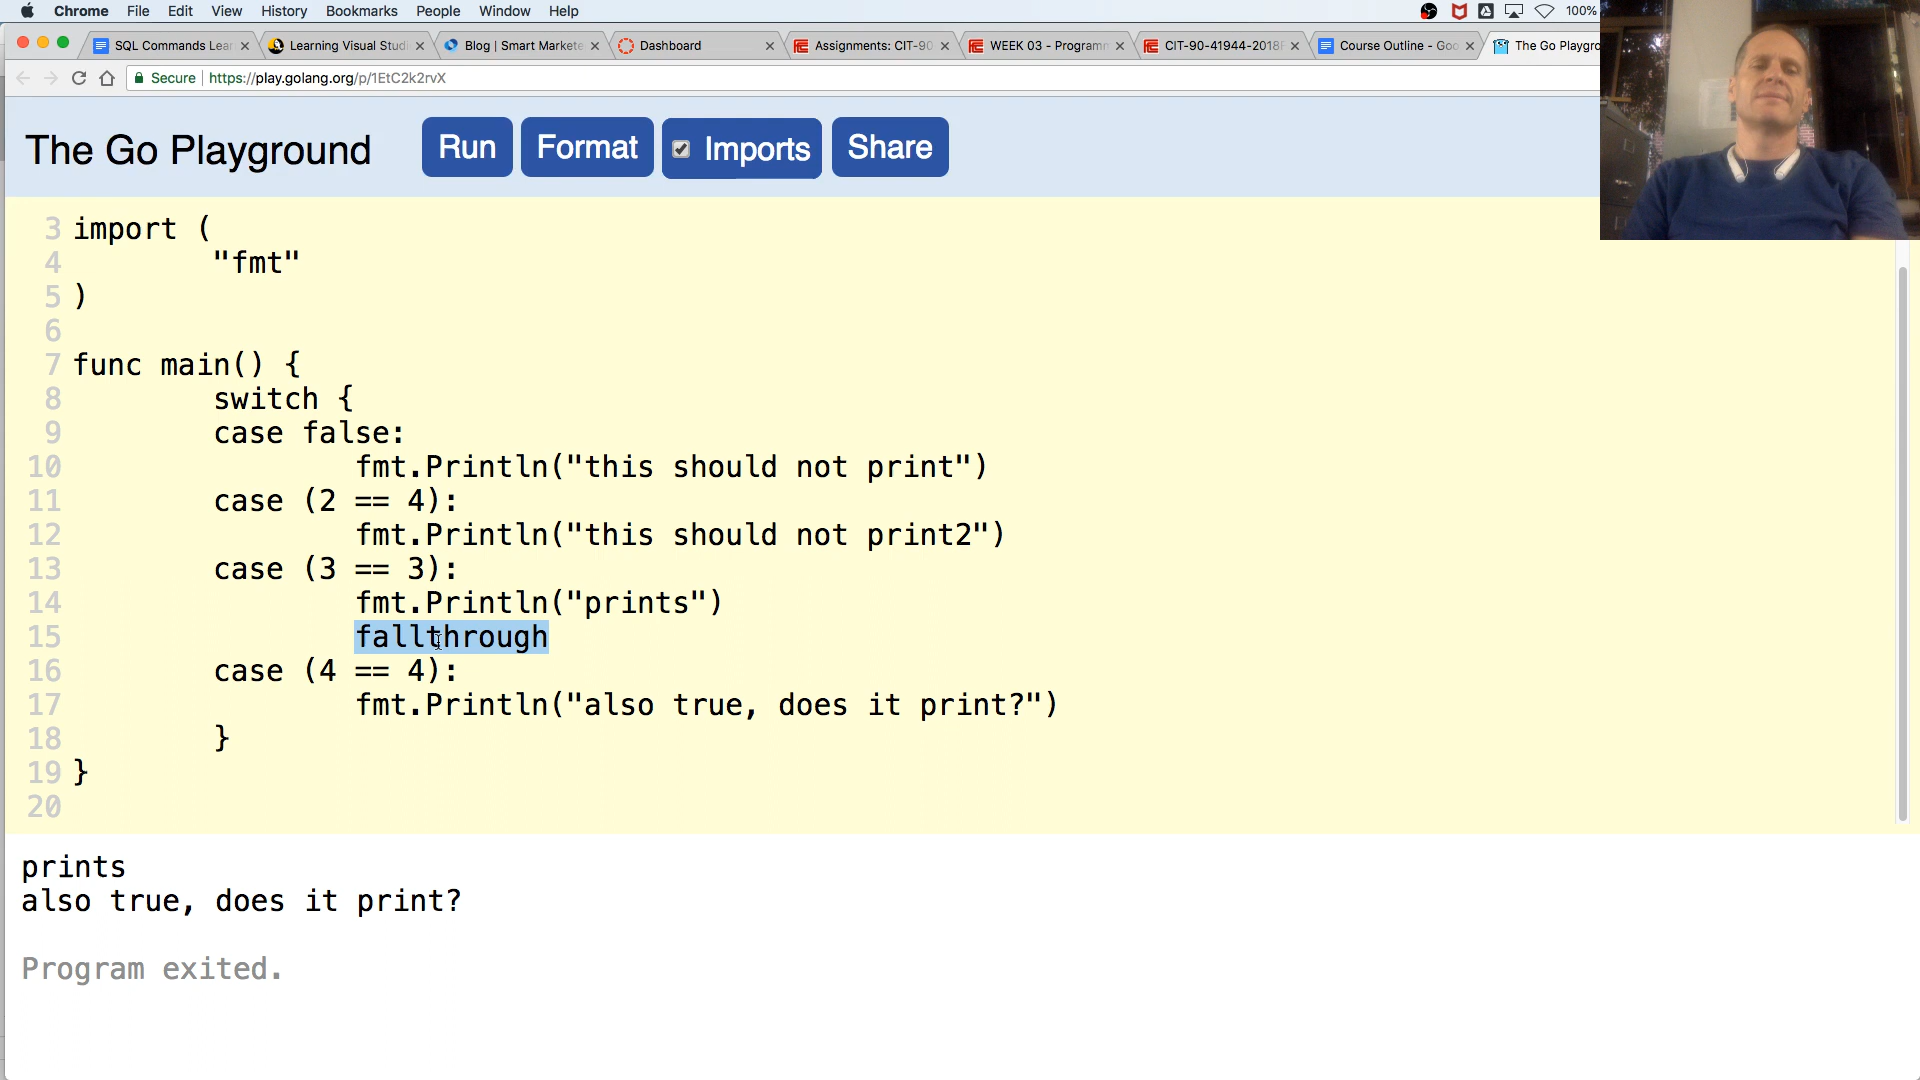 Chrome File Edit View History Bookmarks People Window Help 100%
SQL Commands Lea Learning Visual Studi Blog | Smart Markete Dashboard Assignments: CIT-90 WEEK 03 - Programm CIT-90-41944-2018F Course Outline - Goo The Go Playgro
Secure https://play.golang.org/p/1EtC2k2rvX
The Go Playground Run Format Imports Share
3 import (
4 "fmt"
5 )
6
7 func main() {
8 switch {
9 case false:
10 fmt.Println("this should not print")
11 case (2 == 4):
12 fmt.Println("this should not print2")
13 case (3 == 3):
14 fmt.Println("prints")
15 fallthrough
16 case (4 == 4):
17 fmt.Println("also true, does it print?")
18 }
19 }
20
prints
also true, does it print?
Program exited.